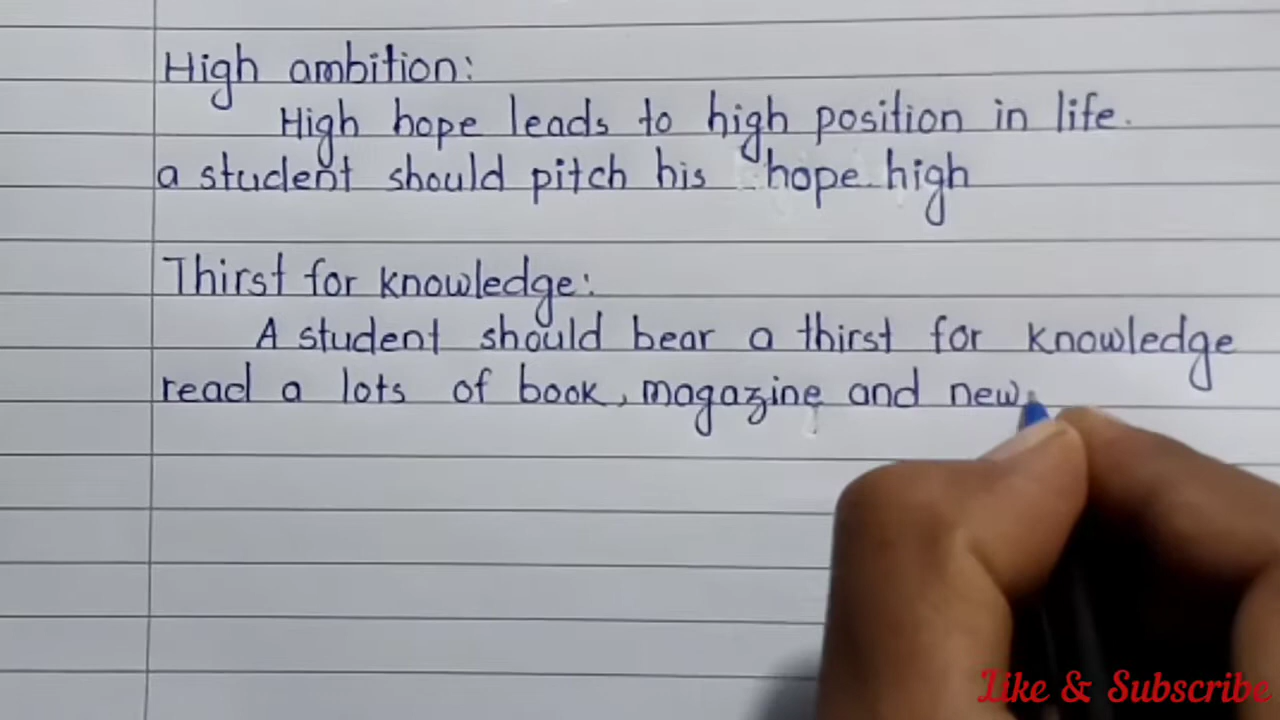 High ambition:
High hope leads to high position in life.
a student should pitch his hope high
Thirst for knowledge:
A student should bear a thirst for knowledge
read a lots of book, magazine and new
Like & Subscribe